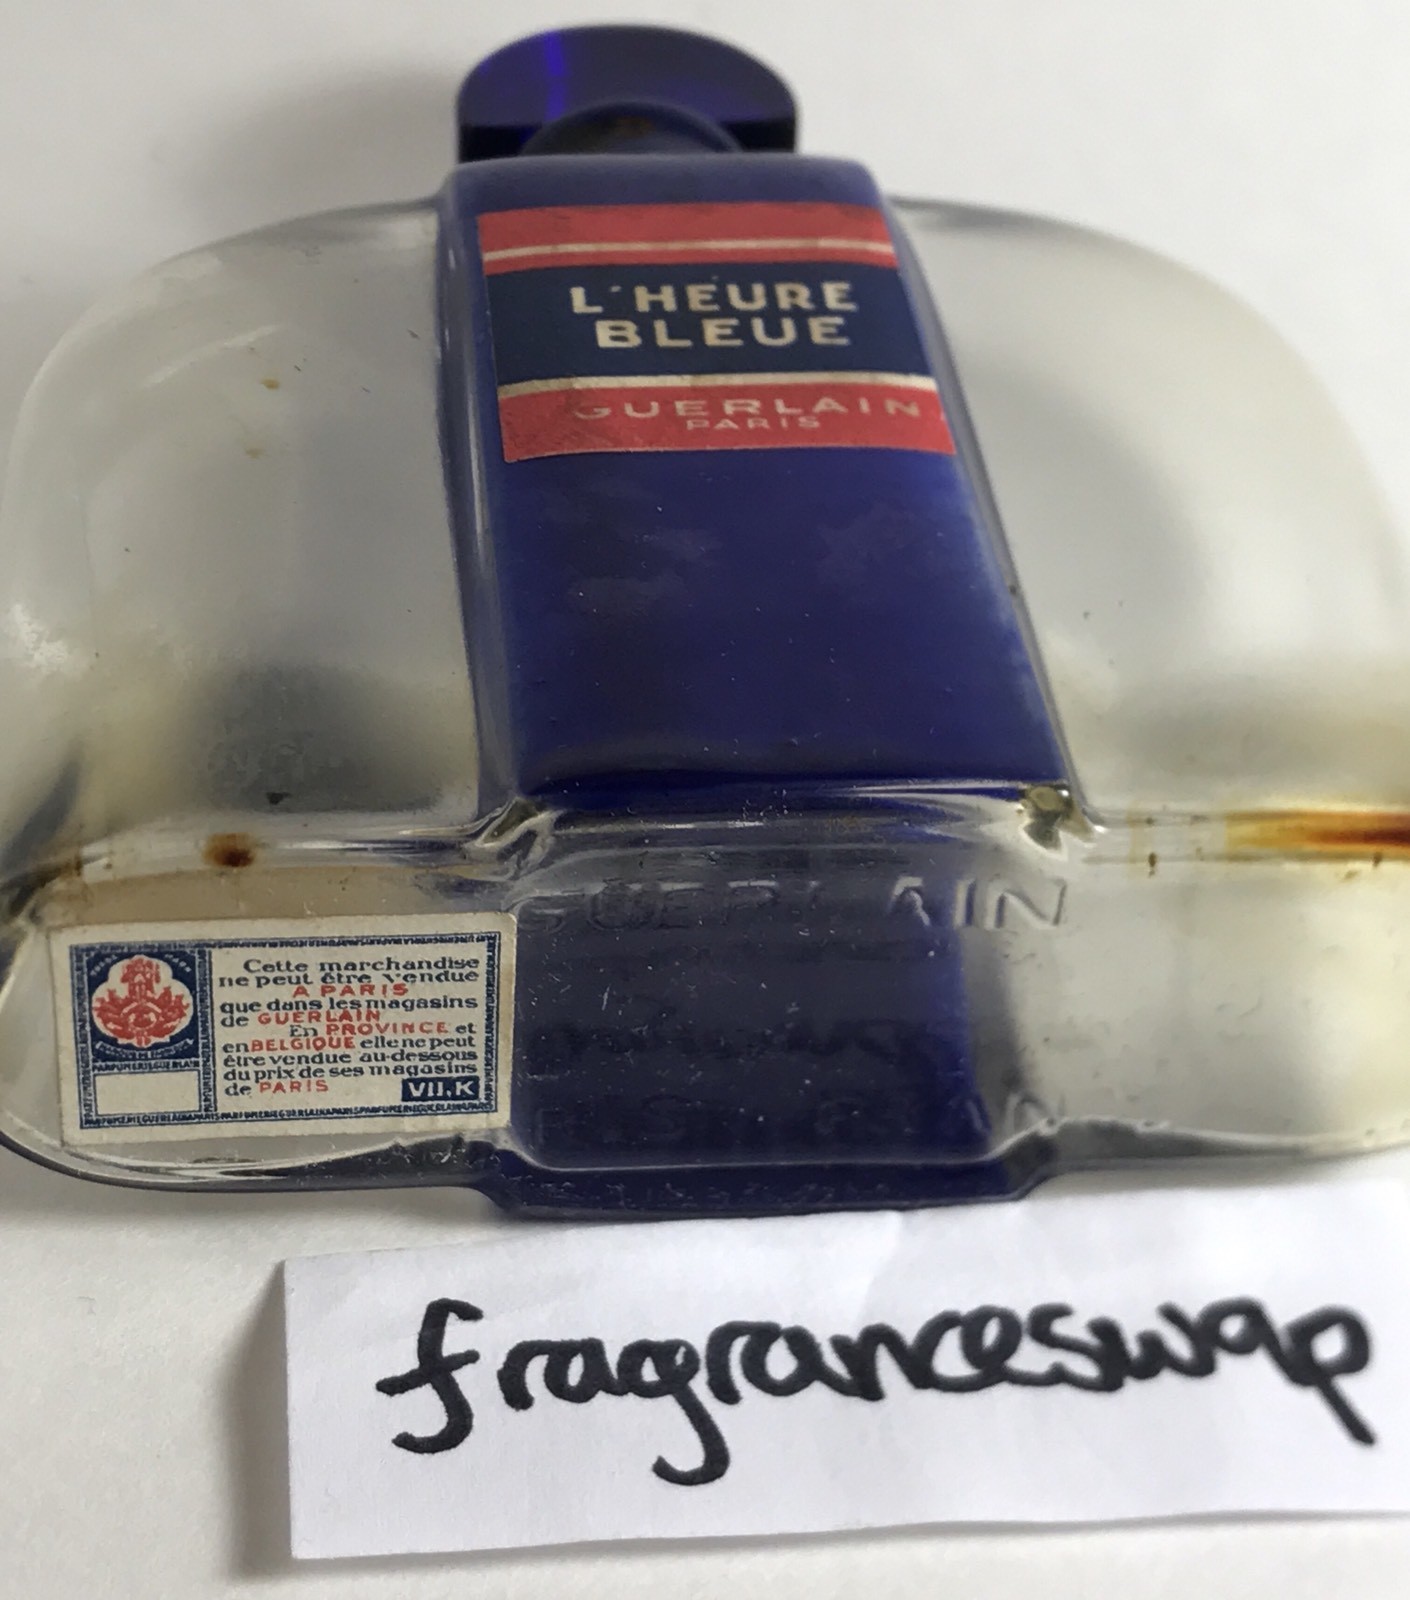 L'HEURE
BLEUE
GUERLAIN
PARIS
GUERLAIN
Cette marchandise
ne peut être vendue
A PARIS
que dans les magasins
de GUERLAIN
En PROVINCE et
en BELGIQUE elle ne peut
être vendue au-dessous
du prix de ses magasins
de PARIS
VII.K
PARFUMERIE GUERLAIN
fragranceswap